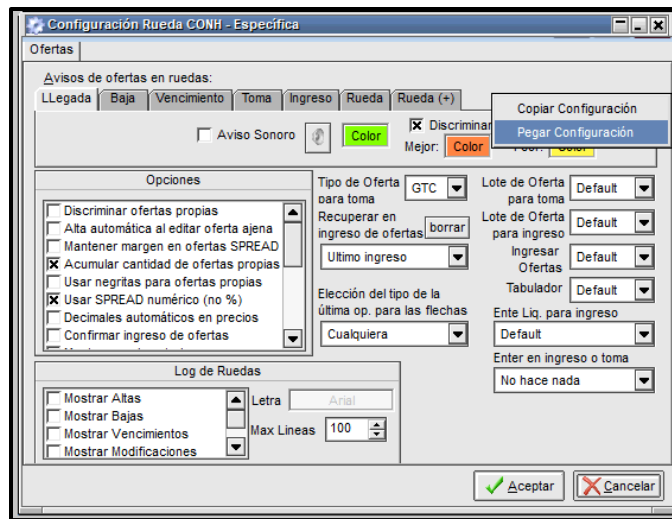 Configuración Rueda CONH - Específica
Ofertas
Avisos de ofertas en ruedas:
LLegada Baja Vencimiento Toma Ingreso Rueda Rueda (+)
Copiar Configuración
Pegar Configuración
Aviso Sonoro Color Discriminar
Mejor: Color Color
Opciones
Discriminar ofertas propias
Alta automática al editar oferta ajena
Mantener margen en ofertas SPREAD
Acumular cantidad de ofertas propias
Usar negritas para ofertas propias
Usar SPREAD numérico (no %)
Decimales automáticos en precios
Confirmar ingreso de ofertas
Tipo de Oferta
para toma GTC
Recuperar en
ingreso de ofertas borrar
Ultimo ingreso
Elección del tipo de la
última op. para las flechas
Cualquiera
Lote de Oferta
para toma Default
Lote de Oferta
para ingreso Default
Ingresar
Ofertas Default
Tabulador Default
Ente Liq. para ingreso
Default
Enter en ingreso o toma
No hace nada
Log de Ruedas
Mostrar Altas
Mostrar Bajas
Mostrar Vencimientos
Mostrar Modificaciones
Letra Arial
Max Lineas 100
Aceptar Cancelar